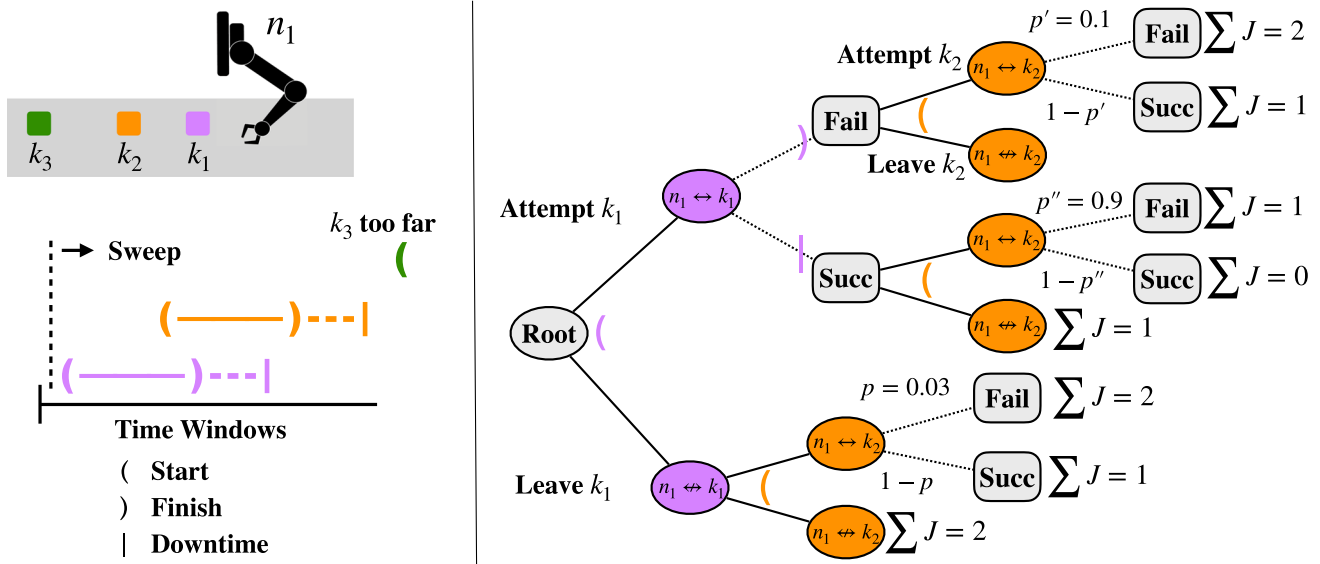 n₁
k₃ k₂ k₁
k₃ too far
(
Sweep
( ) |
( ) |
Time Windows
( Start
) Finish
| Downtime
Root
(
Attempt k₁
n₁ ↔ k₁
)
|
Fail
(
Attempt k₂
n₁ ↔ k₂
p′ = 0.1
Fail ∑ J = 2
1 − p′
Succ ∑ J = 1
Leave k₂
n₁ ↮ k₂
Succ
(
n₁ ↔ k₂
p″ = 0.9
Fail ∑ J = 1
1 − p″
Succ ∑ J = 0
n₁ ↮ k₂ ∑ J = 1
Leave k₁
n₁ ↮ k₁
(
n₁ ↔ k₂
p = 0.03
Fail ∑ J = 2
1 − p
Succ ∑ J = 1
n₁ ↮ k₂ ∑ J = 2